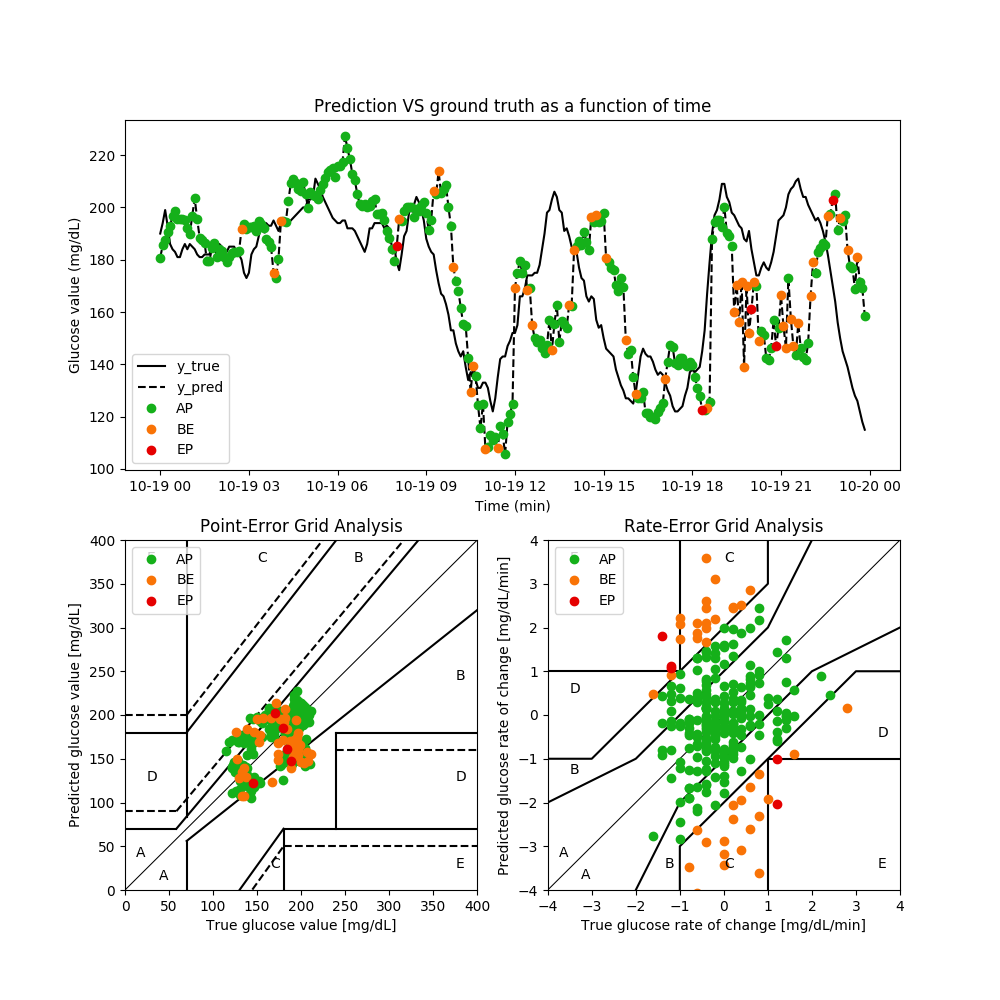 Prediction VS ground truth as a function of time
Glucose value (mg/dL)
220
200
180
160
140
120
100
y_true
y_pred
AP
BE
EP
10-19 00 10-19 03 10-19 06 10-19 09 10-19 12 10-19 15 10-19 18 10-19 21 10-20 00
Time (min)
Point-Error Grid Analysis
Predicted glucose value [mg/dL]
400
350
300
250
200
150
100
50
0
AP
BE
EP
C
B
B
D
D
A
A
C
E
0 50 100 150 200 250 300 350 400
True glucose value [mg/dL]
Rate-Error Grid Analysis
Predicted glucose rate of change [mg/dL/min]
4
3
2
1
0
−1
−2
−3
−4
AP
BE
EP
C
D
D
B
A
A
B
C
E
−4 −3 −2 −1 0 1 2 3 4
True glucose rate of change [mg/dL/min]